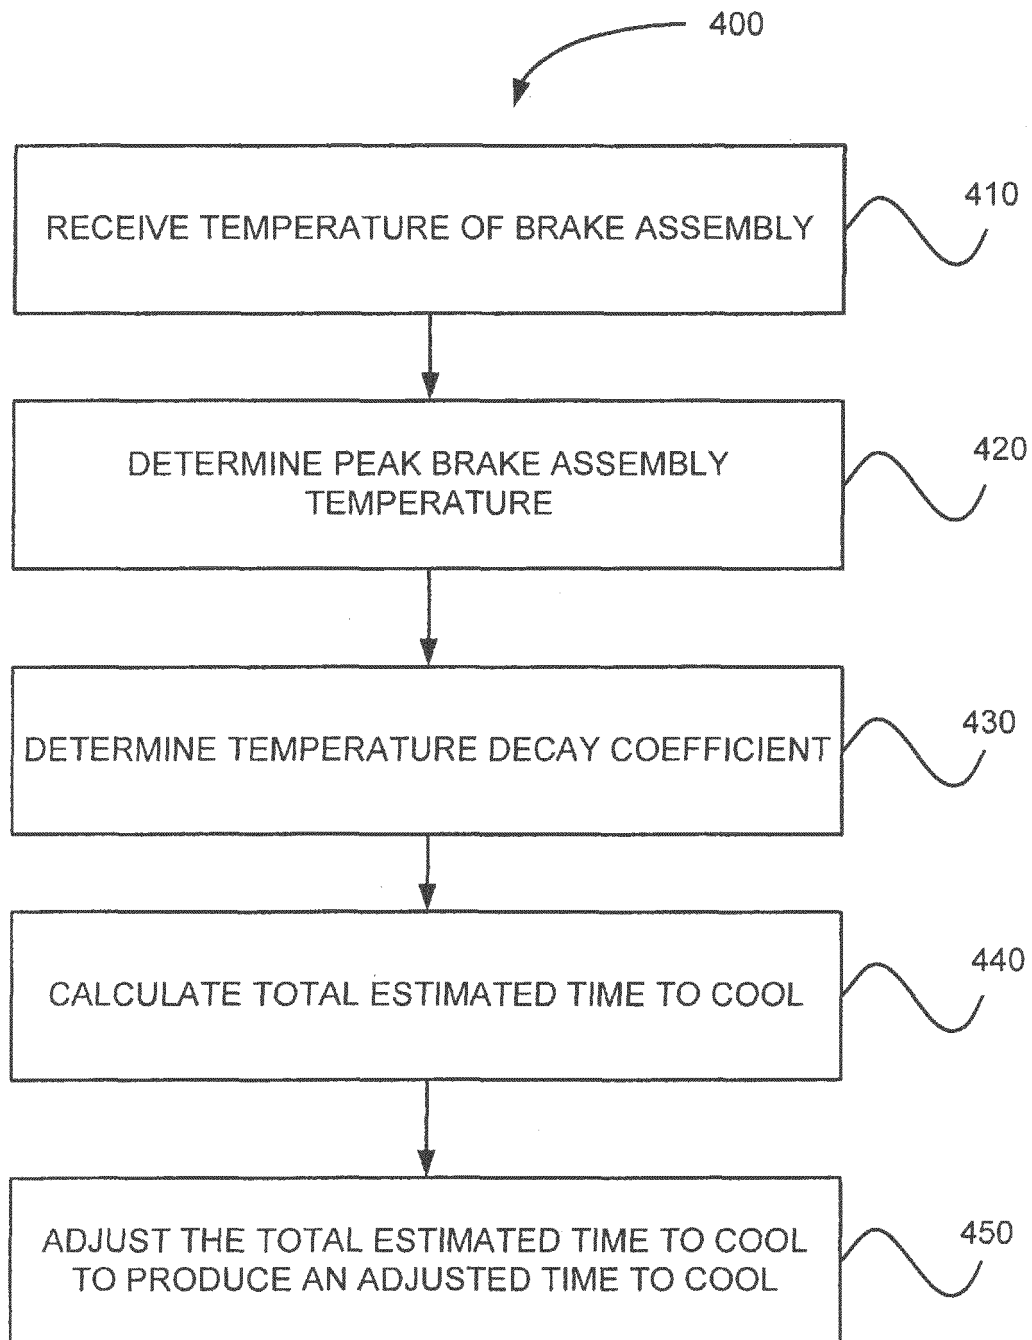 400
RECEIVE TEMPERATURE OF BRAKE ASSEMBLY
410
DETERMINE PEAK BRAKE ASSEMBLY
TEMPERATURE
420
DETERMINE TEMPERATURE DECAY COEFFICIENT
430
CALCULATE TOTAL ESTIMATED TIME TO COOL
440
ADJUST THE TOTAL ESTIMATED TIME TO COOL
TO PRODUCE AN ADJUSTED TIME TO COOL
450